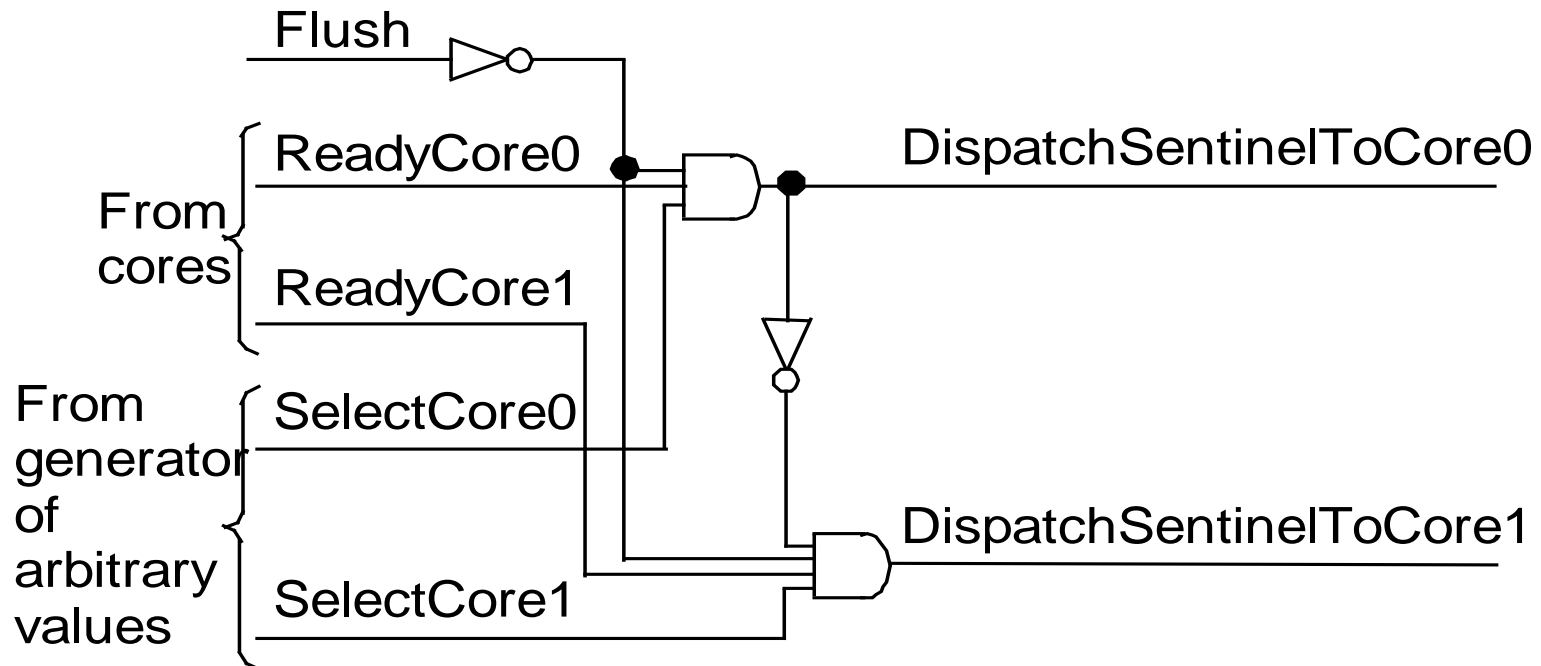 Flush
ReadyCore0
DispatchSentinelToCore0
From
cores
ReadyCore1
From
generator
of
arbitrary
values
SelectCore0
DispatchSentinelToCore1
SelectCore1